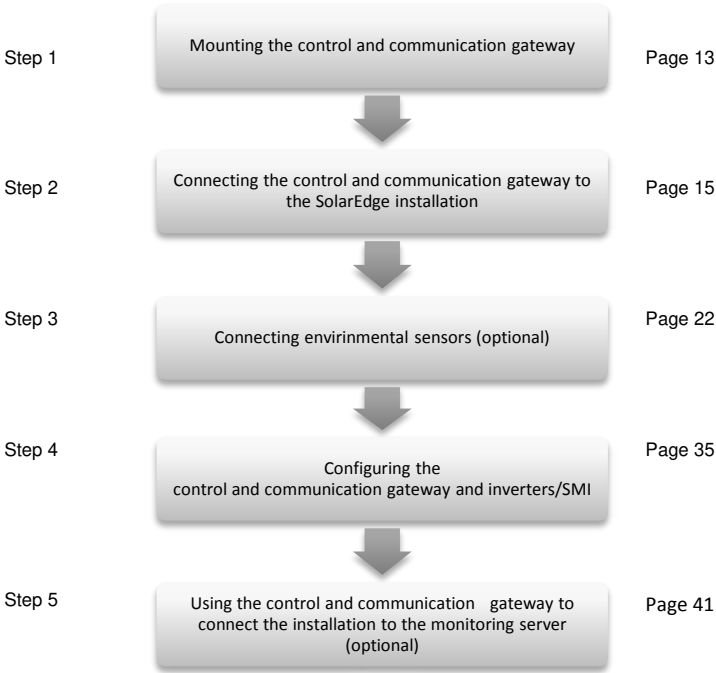 Step 1
Mounting the control and communication gateway
Page 13
Step 2
Connecting the control and communication gateway to
the SolarEdge installation
Page 15
Step 3
Connecting envirinmental sensors (optional)
Page 22
Step 4
Configuring the
control and communication gateway and inverters/SMI
Page 35
Step 5
Using the control and communication gateway to
connect the installation to the monitoring server
(optional)
Page 41